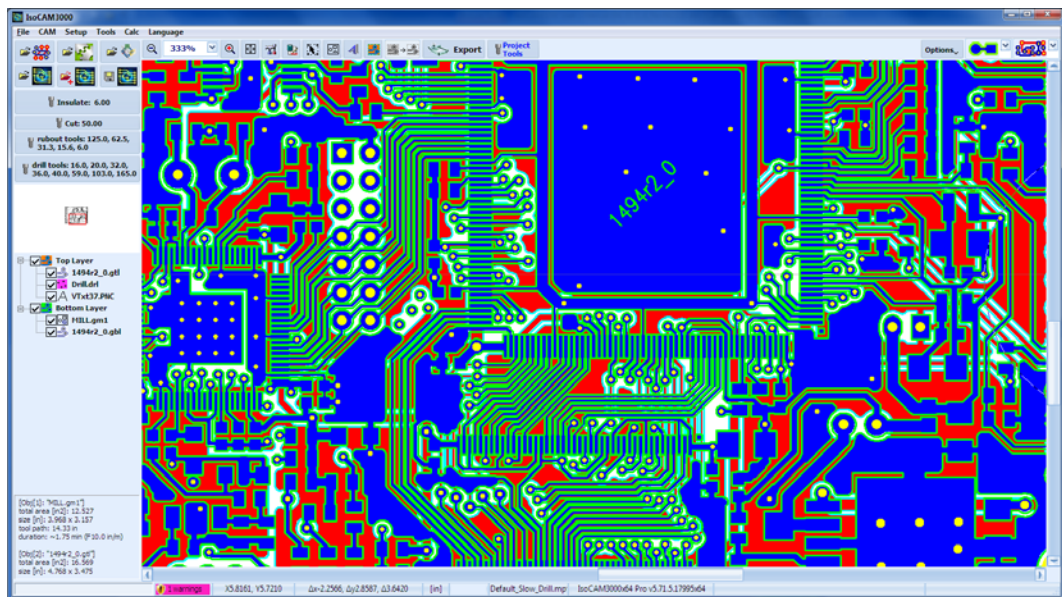 IsoCAM3000
File CAM Setup Tools Calc Language
333% Export Project Tools Options
Insulate: 6.00
Cut: 50.00
rubout tools: 125.0, 62.5,
31.3, 15.6, 6.0
drill tools: 16.0, 20.0, 32.0,
36.0, 40.0, 59.0, 103.0, 165.0
Top Layer
1494r2_0.gtl
Drill.drl
VTxt37.PNC
Bottom Layer
MILL.gm1
1494r2_0.gbl
1494r2_0
[Obj[1]: "MILL.gm1"]
total area [in2]: 12.527
size [in]: 3.968 x 3.157
tool path: 14.33 in
duration: ~1.75 min (F10.0 in/m)
[Obj[2]: "1494r2_0.gtl"]
total area [in2]: 16.569
size [in]: 4.768 x 3.475
1 warnings X5.8161, Y5.7210 Δx-2.2566, Δy2.8587, Δ3.6420 [in] Default_Slow_Drill.mp IsoCAM3000x64 Pro v5.71.5.17995x64